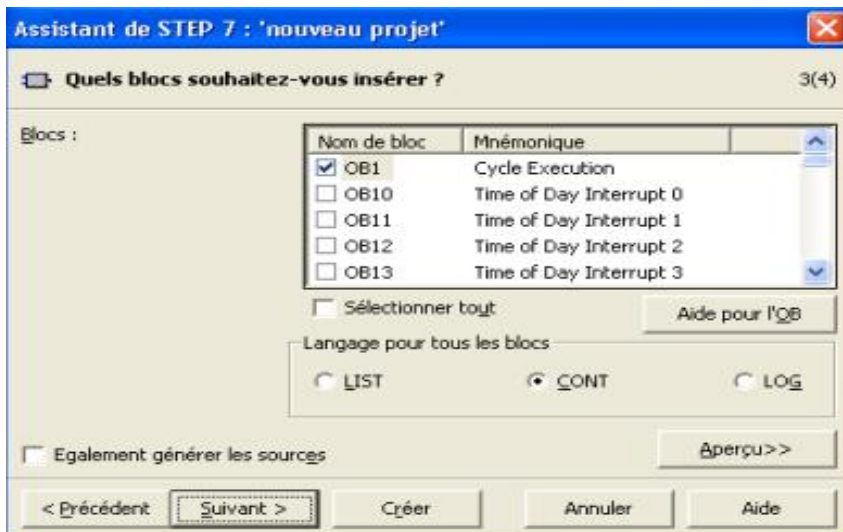 Assistant de STEP 7 : 'nouveau projet'
Quels blocs souhaitez-vous insérer ? 3(4)
Blocs :
Nom de bloc Mnémonique
OB1 Cycle Execution
OB10 Time of Day Interrupt 0
OB11 Time of Day Interrupt 1
OB12 Time of Day Interrupt 2
OB13 Time of Day Interrupt 3
Sélectionner tout
Aide pour l'OB
Langage pour tous les blocs
LIST CONT LOG
Egalement générer les sources
Aperçu>>
< Précédent Suivant > Créer Annuler Aide